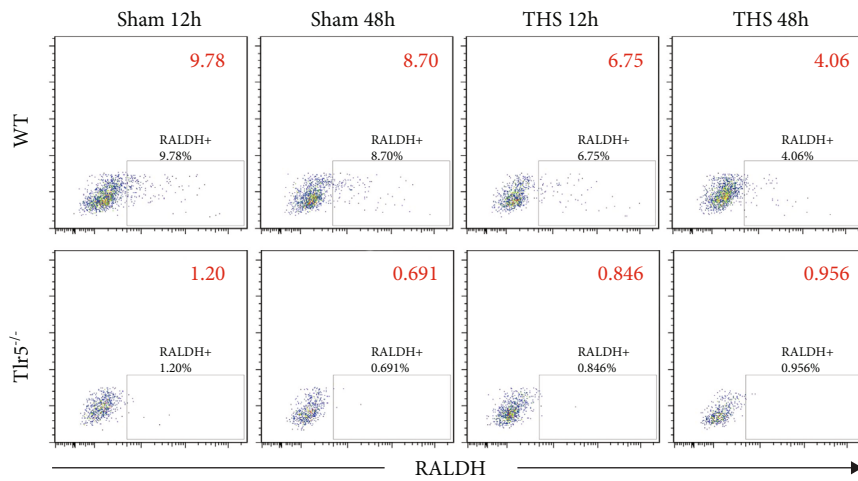 Sham 12h
Sham 48h
THS 12h
THS 48h
WT
9.78
RALDH+
9.78%
8.70
RALDH+
8.70%
6.75
RALDH+
6.75%
4.06
RALDH+
4.06%
Tlr5-/-
1.20
RALDH+
1.20%
0.691
RALDH+
0.691%
0.846
RALDH+
0.846%
0.956
RALDH+
0.956%
RALDH